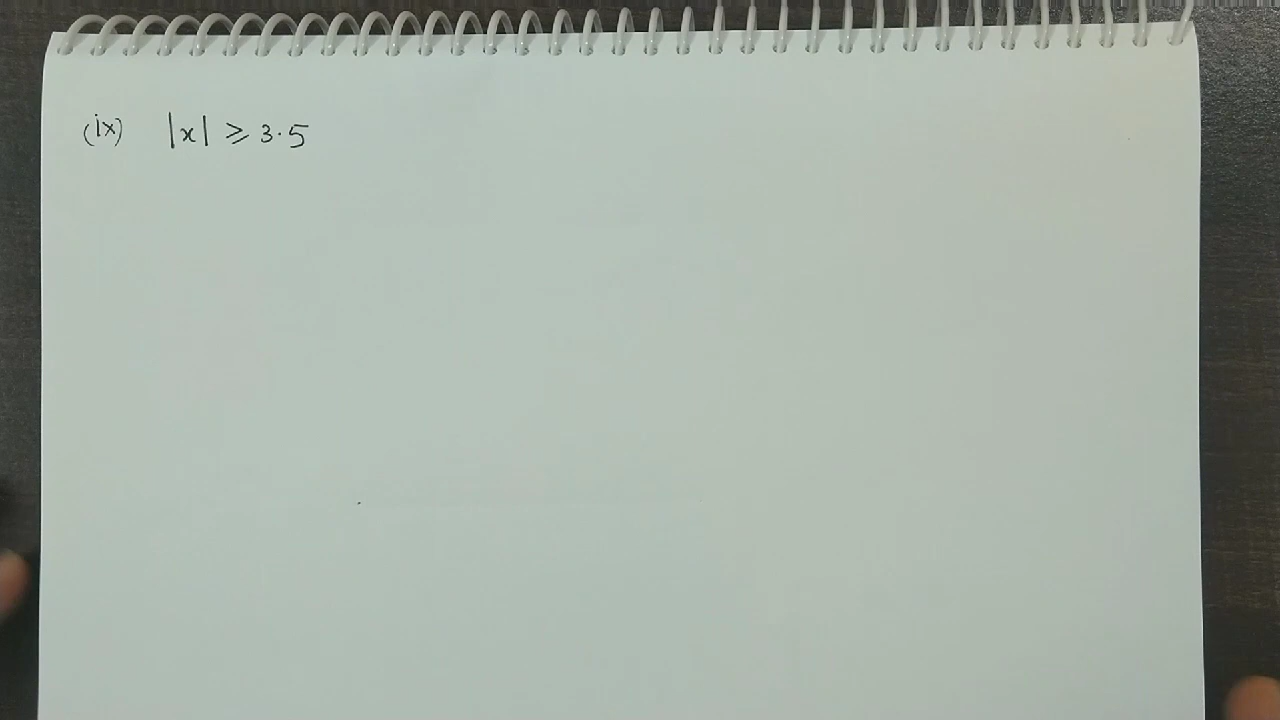 (ix) |x| ⩾ 3·5